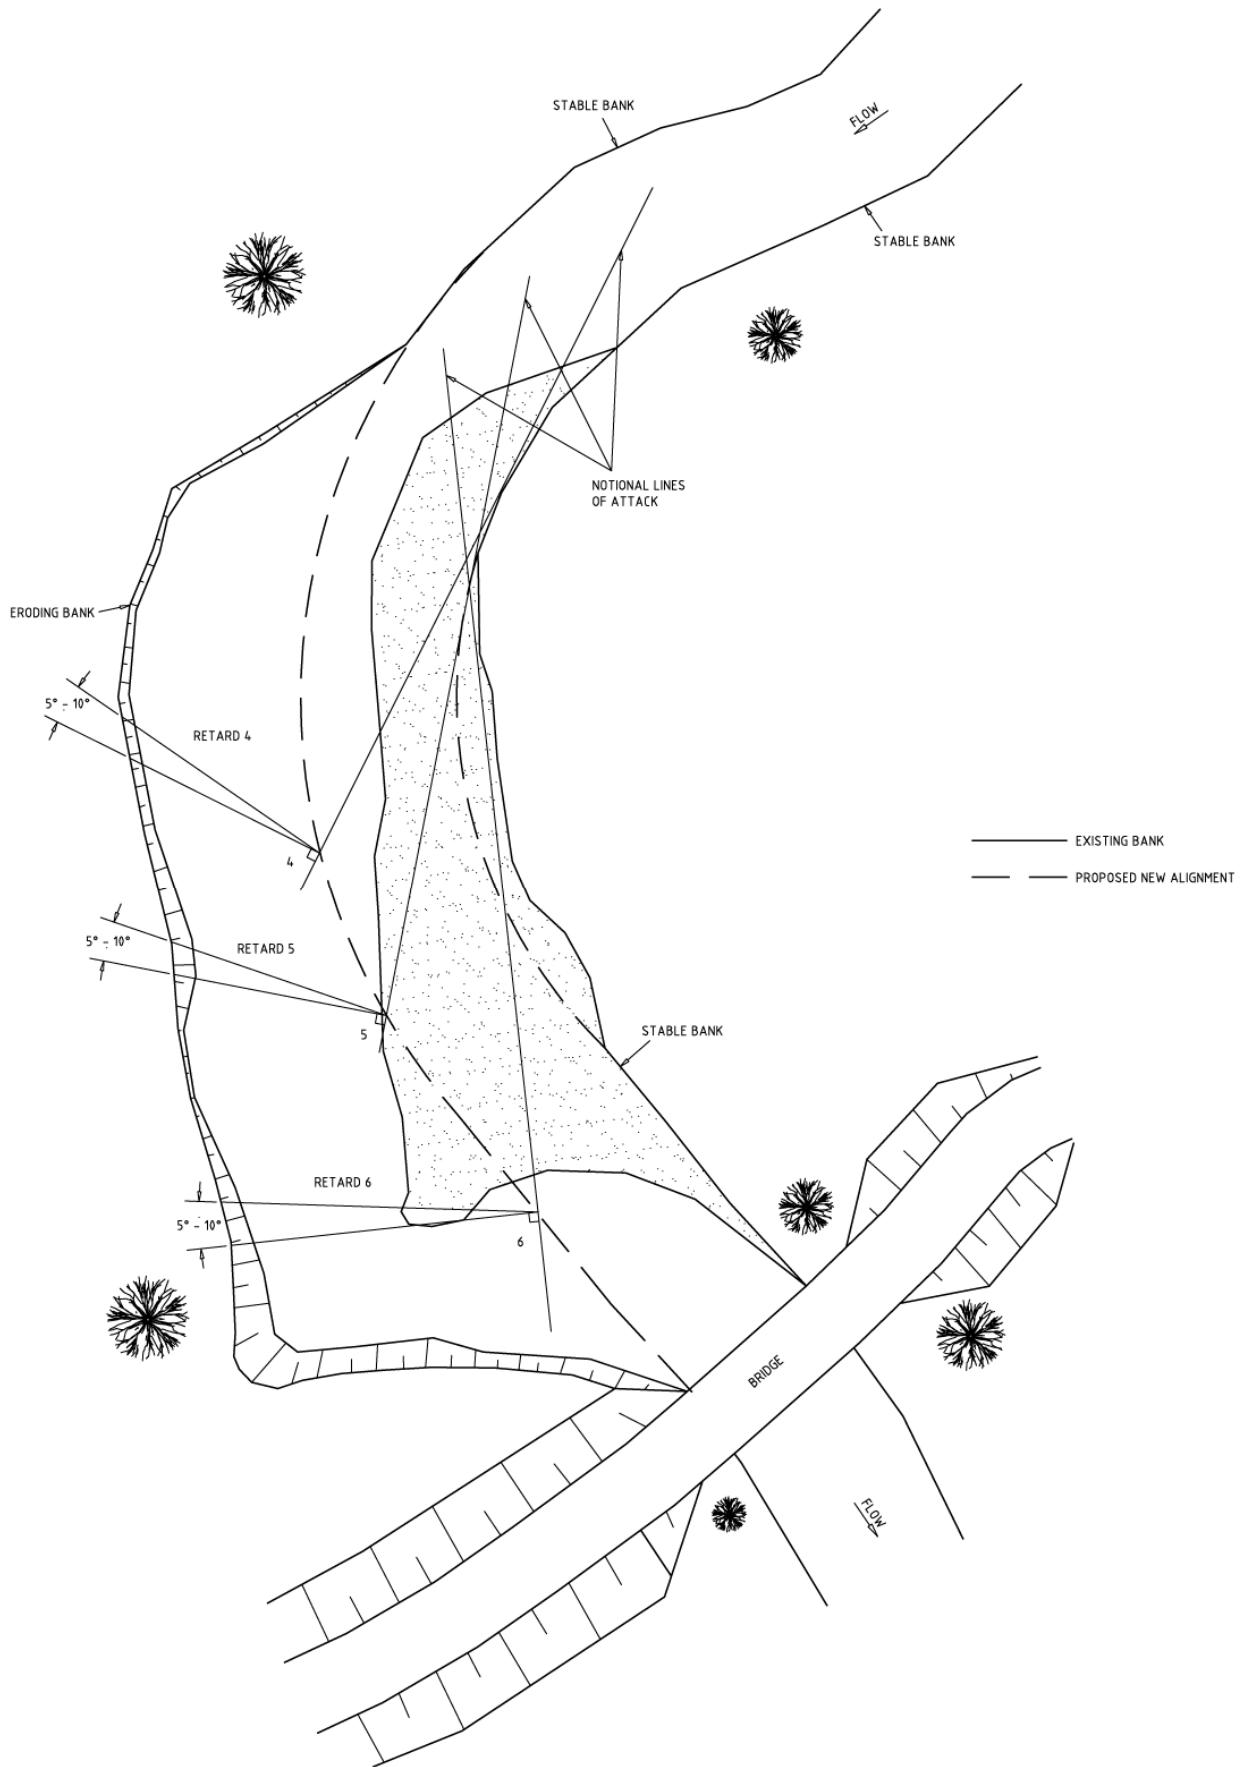 STABLE BANK
FLOW
STABLE BANK
NOTIONAL LINES
OF ATTACK
ERODING BANK
5° - 10°
RETARD 4
4
EXISTING BANK
PROPOSED NEW ALIGNMENT
5° - 10°
RETARD 5
5
STABLE BANK
RETARD 6
5° - 10°
6
BRIDGE
FLOW